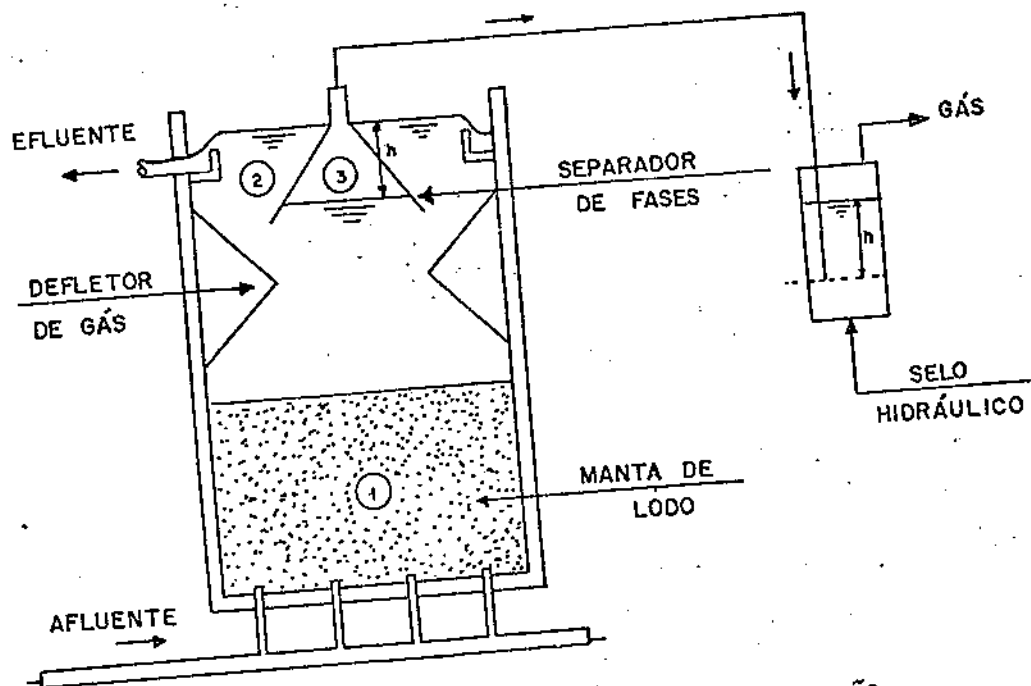 EFLUENTE
2
3
h
SEPARADOR
DE FASES
GÁS
h
DEFLETOR
DE GÁS
SELO
HIDRÁULICO
1
MANTA DE
LODO
AFLUENTE